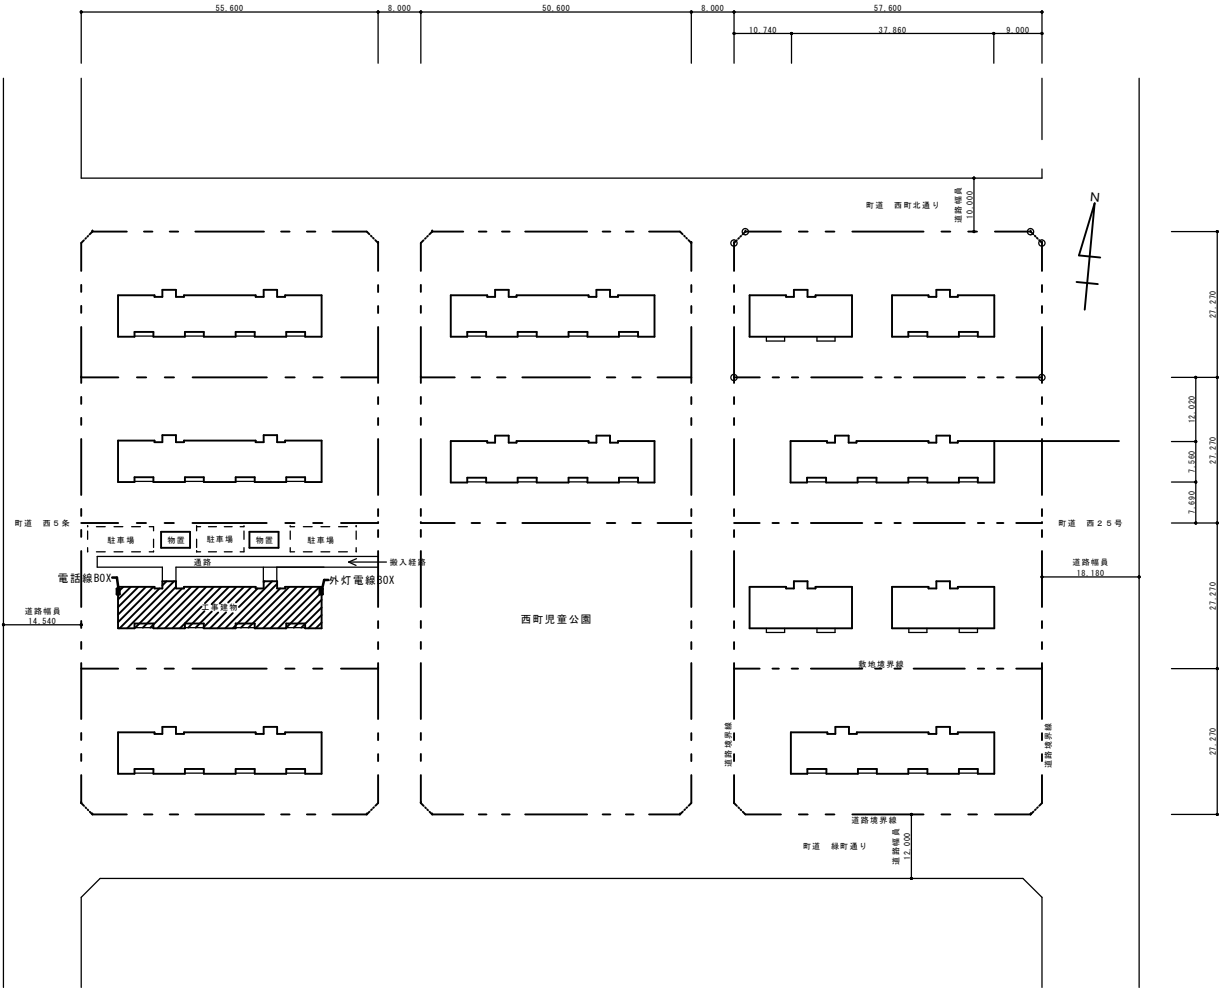 55.600
8.000
50.600
8.000
57.600
10.740
37.860
9.000
町道　西町北通り
道路幅員
10.000
N
27.270
12.020
7.560
7.690
27.270
町道　西５条
駐車場
物置
駐車場
物置
駐車場
町道　西２５号
通路
搬入経路
道路幅員
18.180
電話線BOX
外灯電線BOX
工事建物
道路幅員
14.540
西町児童公園
27.270
敷地境界線
道路境界線
道路境界線
27.270
道路境界線
町道　緑町通り
道路幅員
12.000